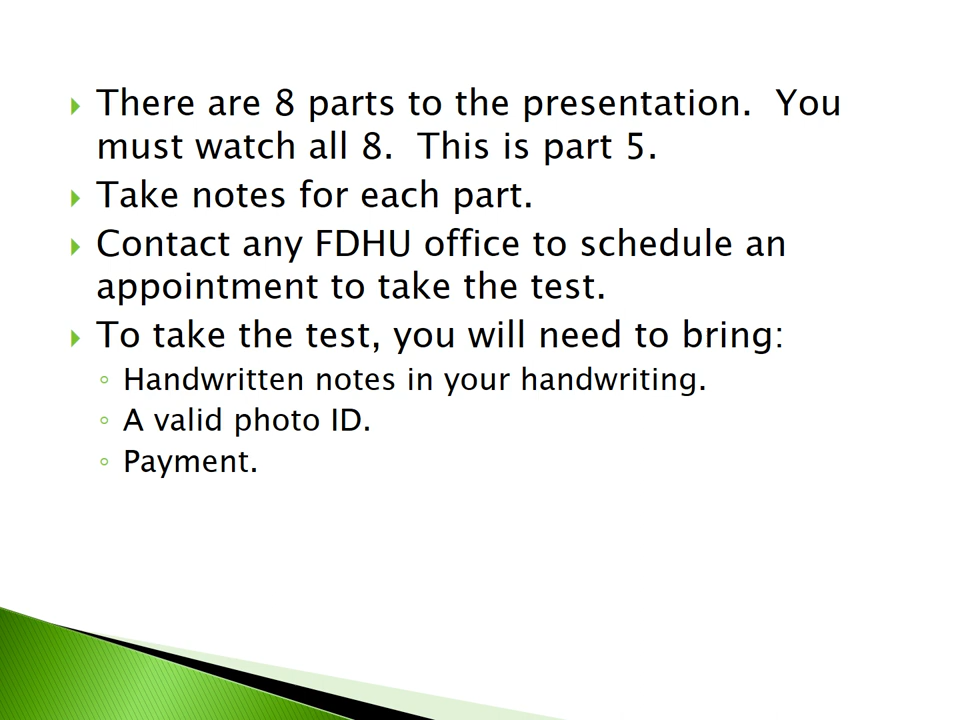 There are 8 parts to the presentation.  You
must watch all 8.  This is part 5.
Take notes for each part.
Contact any FDHU office to schedule an
appointment to take the test.
To take the test, you will need to bring:
Handwritten notes in your handwriting.
A valid photo ID.
Payment.